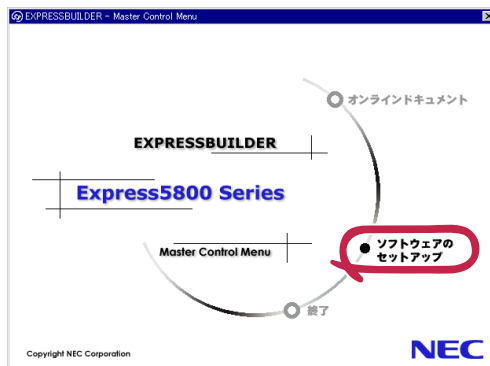 EXPRESSBUILDER - Master Control Menu
オンラインドキュメント
EXPRESSBUILDER
Express5800 Series
ソフトウェアの
セットアップ
Master Control Menu
終了
Copyright NEC Corporation
NEC